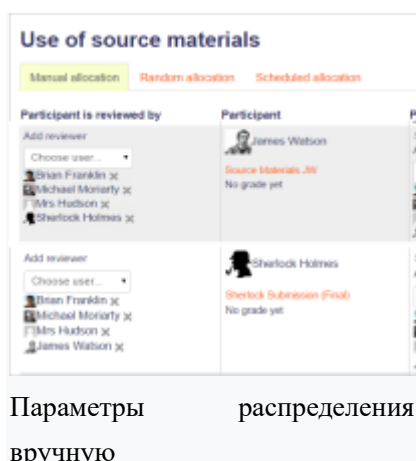 Use of source materials
Manual allocation Random allocation Scheduled allocation
Participant is reviewed by Participant P
Add reviewer
James Watson
Choose user...
Source Materials JW
Brian Franklin x
No grade yet
Michael Moriarty x
Mrs Hudson x
Sherlock Holmes x
Add reviewer
Sherlock Holmes
Choose user...
Sherlock Submission (Final)
Brian Franklin x
No grade yet
Michael Moriarty x
Mrs Hudson x
James Watson x
Параметры распределения
вручную